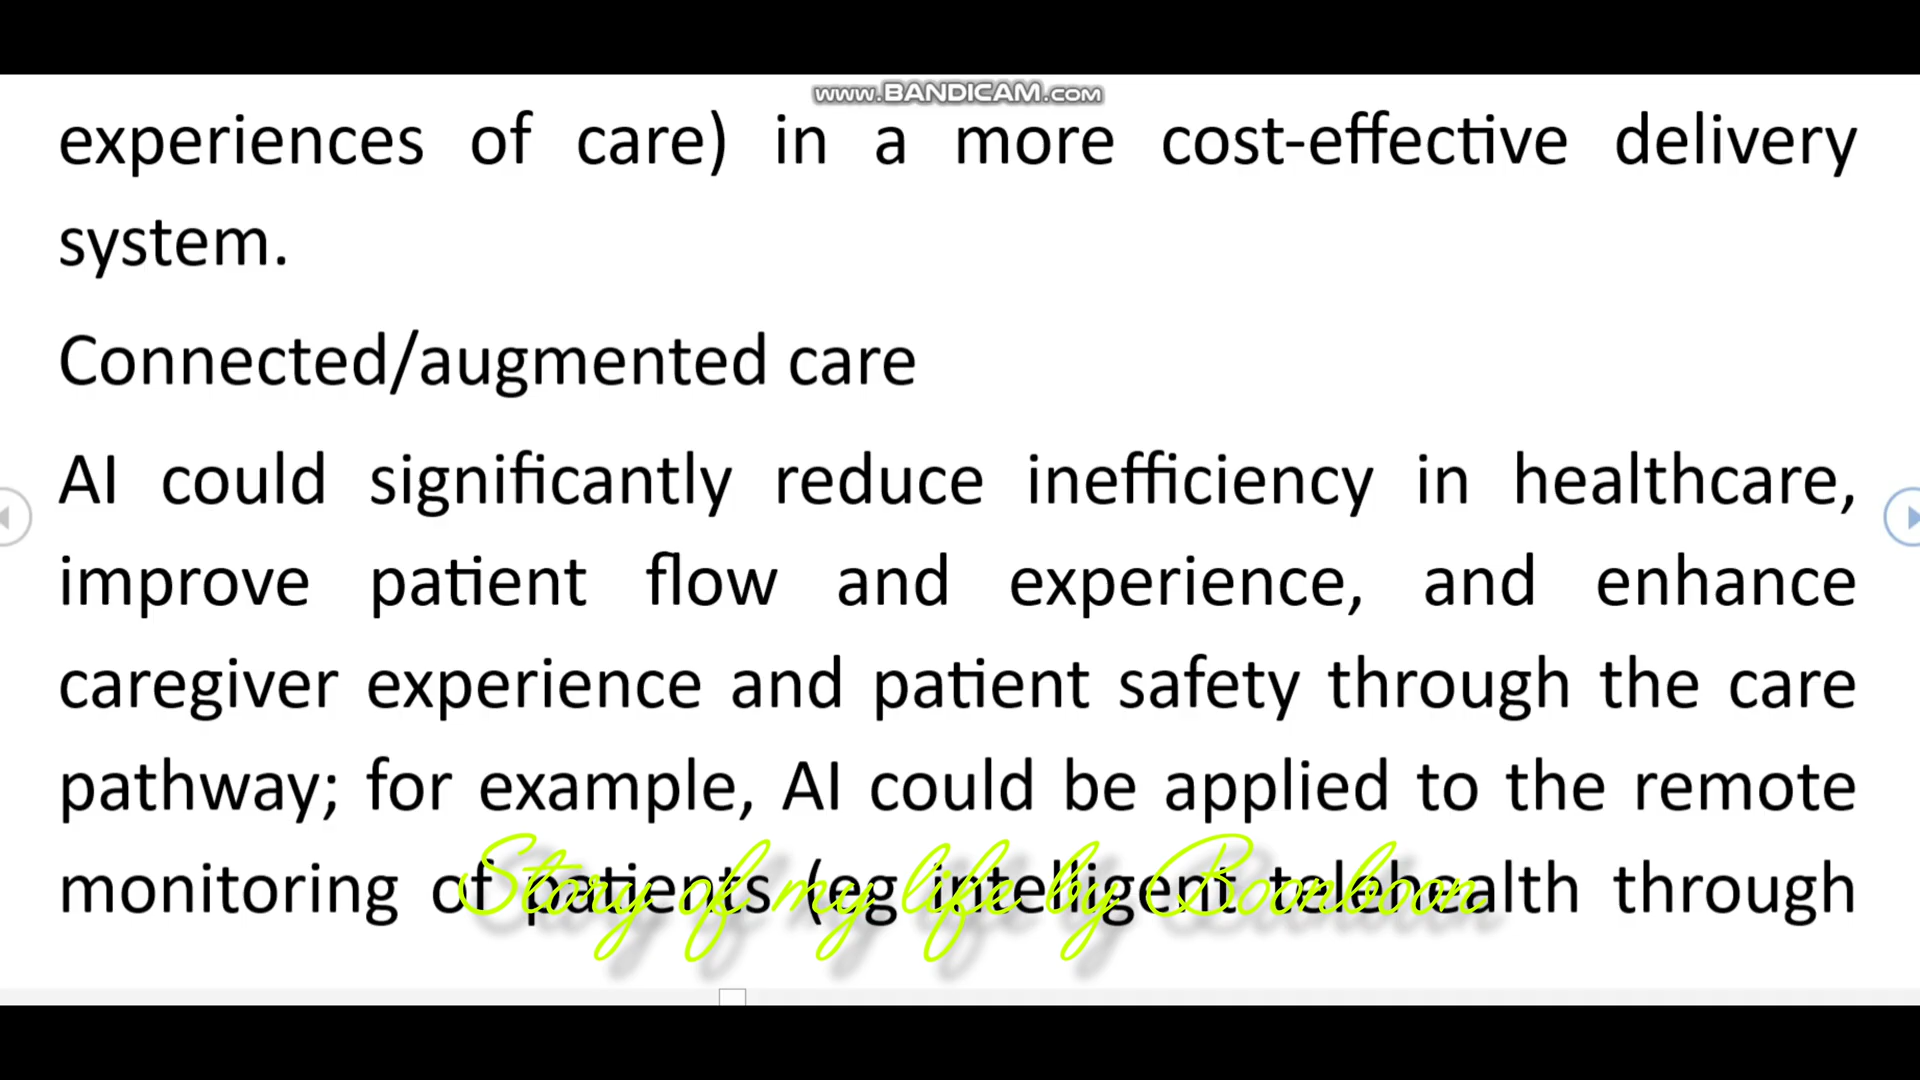 www.BANDICAM.com
experiences of care) in a more cost-effective delivery
system.
Connected/augmented care
AI could significantly reduce inefficiency in healthcare,
improve patient flow and experience, and enhance
caregiver experience and patient safety through the care
pathway; for example, AI could be applied to the remote
monitoring of patients (eg intelligent telehealth through
Story of my life by Boonboon